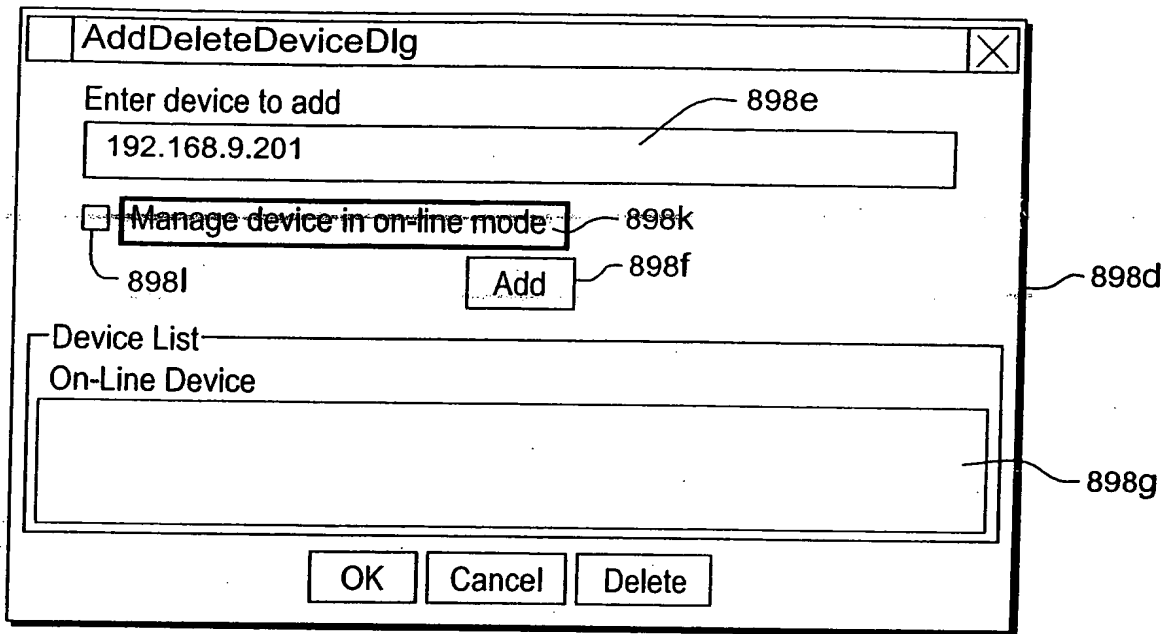 AddDeleteDeviceDlg
Enter device to add
898e
192.168.9.201
Manage device in on-line mode
898k
898l
Add
898f
898d
Device List
On-Line Device
898g
OK
Cancel
Delete